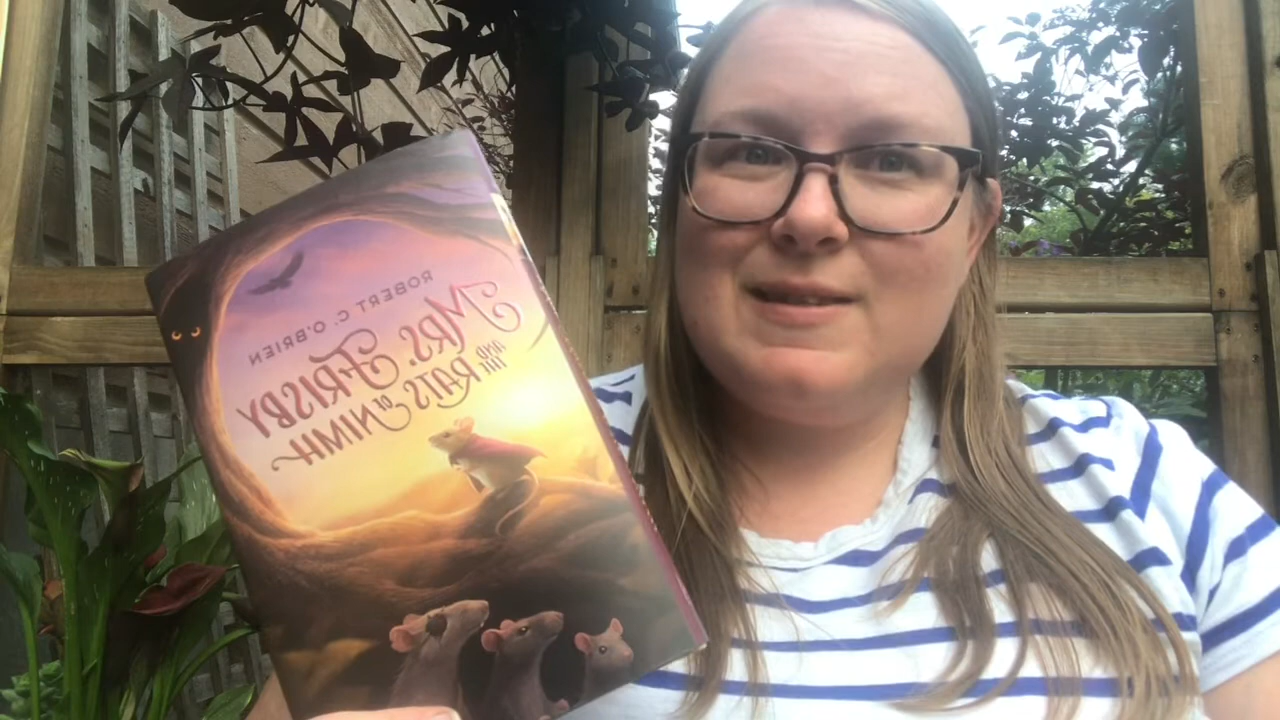 ROBERT C. O'BRIEN
MRS. FRISBY
AND THE RATS OF NIMH